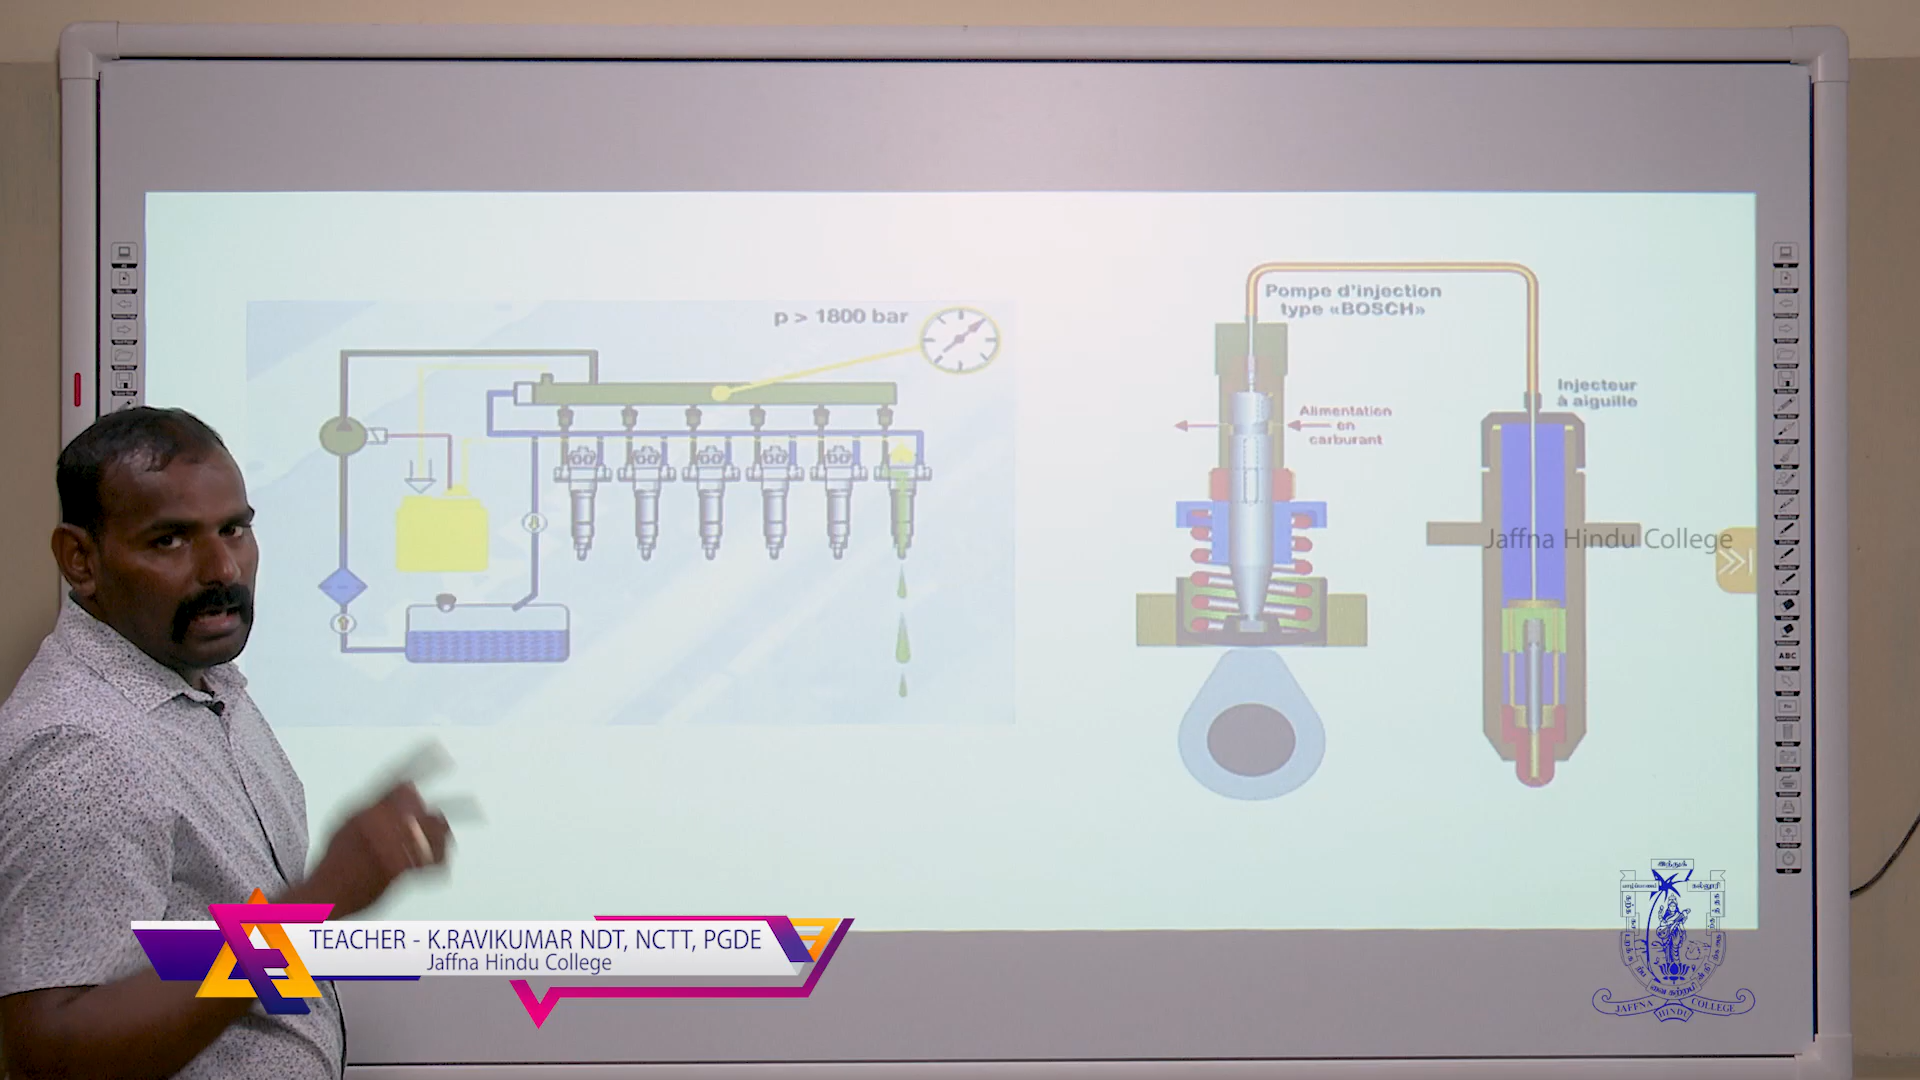 p > 1800 bar
Pompe d'injection
type «BOSCH»
Alimentation
en
carburant
Injecteur
à aiguille
Jaffna Hindu College
ABC
TEACHER - K.RAVIKUMAR NDT, NCTT, PGDE
Jaffna Hindu College
JAFFNA HINDU COLLEGE